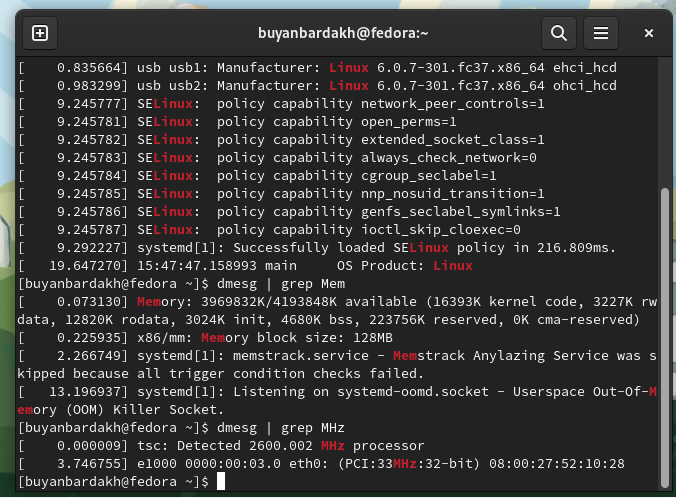 buyanbardakh@fedora:~
[    0.835664] usb usb1: Manufacturer: Linux 6.0.7-301.fc37.x86_64 ehci_hcd
[    0.983299] usb usb2: Manufacturer: Linux 6.0.7-301.fc37.x86_64 ohci_hcd
[    9.245777] SELinux:  policy capability network_peer_controls=1
[    9.245781] SELinux:  policy capability open_perms=1
[    9.245782] SELinux:  policy capability extended_socket_class=1
[    9.245783] SELinux:  policy capability always_check_network=0
[    9.245784] SELinux:  policy capability cgroup_seclabel=1
[    9.245785] SELinux:  policy capability nnp_nosuid_transition=1
[    9.245786] SELinux:  policy capability genfs_seclabel_symlinks=1
[    9.245787] SELinux:  policy capability ioctl_skip_cloexec=0
[    9.292227] systemd[1]: Successfully loaded SELinux policy in 216.809ms.
[   19.647270] 15:47:47.158993 main     OS Product: Linux
[buyanbardakh@fedora ~]$ dmesg | grep Mem
[    0.073130] Memory: 3969832K/4193848K available (16393K kernel code, 3227K rw
data, 12820K rodata, 3024K init, 4680K bss, 223756K reserved, 0K cma-reserved)
[    0.225935] x86/mm: Memory block size: 128MB
[    2.266749] systemd[1]: memstrack.service - Memstrack Anylazing Service was s
kipped because all trigger condition checks failed.
[   13.196937] systemd[1]: Listening on systemd-oomd.socket - Userspace Out-Of-M
emory (OOM) Killer Socket.
[buyanbardakh@fedora ~]$ dmesg | grep MHz
[    0.000009] tsc: Detected 2600.002 MHz processor
[    3.746755] e1000 0000:00:03.0 eth0: (PCI:33MHz:32-bit) 08:00:27:52:10:28
[buyanbardakh@fedora ~]$